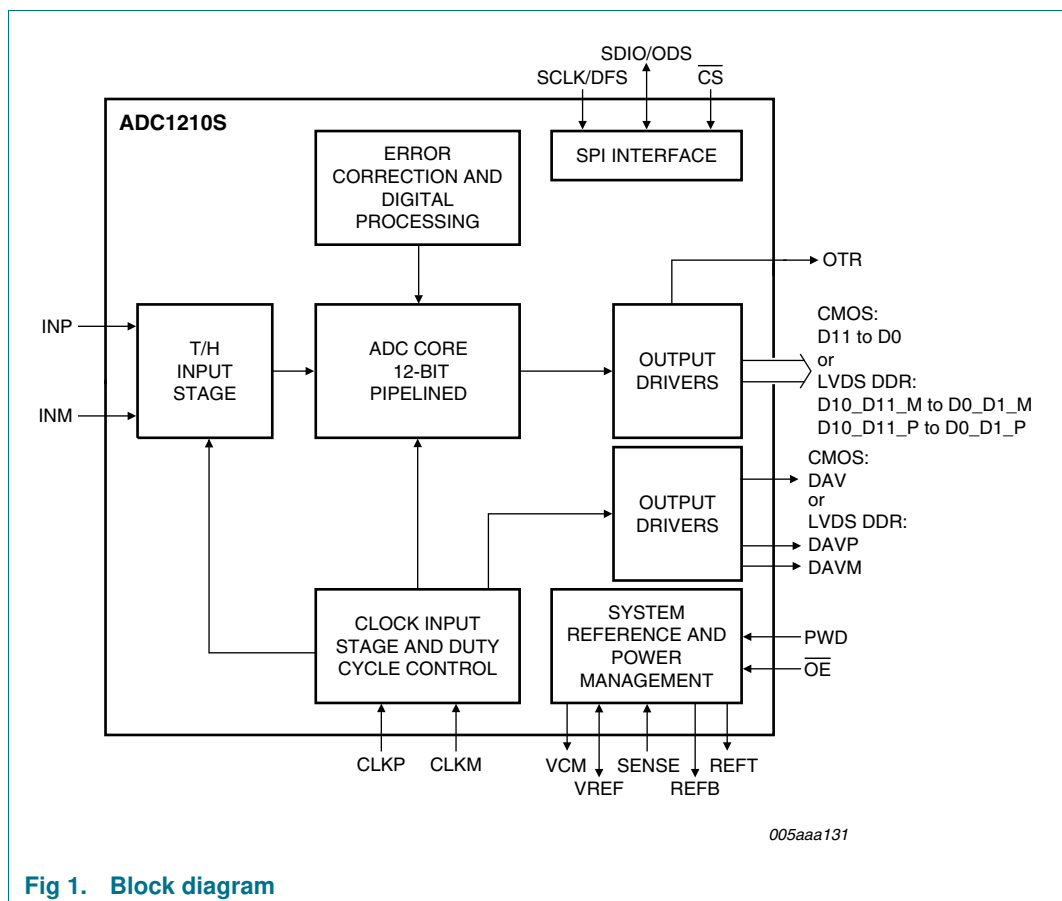 SDIO/ODS
SCLK/DFS
CS
ADC1210S
ERROR
CORRECTION AND
DIGITAL
PROCESSING
SPI INTERFACE
OTR
INP
INM
T/H
INPUT
STAGE
ADC CORE
12-BIT
PIPELINED
OUTPUT
DRIVERS
CMOS:
D11 to D0
or
LVDS DDR:
D10_D11_M to D0_D1_M
D10_D11_P to D0_D1_P
OUTPUT
DRIVERS
CMOS:
DAV
or
LVDS DDR:
DAVP
DAVM
CLOCK INPUT
STAGE AND DUTY
CYCLE CONTROL
SYSTEM
REFERENCE AND
POWER
MANAGEMENT
PWD
OE
CLKP
CLKM
VCM
VREF
SENSE
REFB
REFT
005aaa131
Fig 1. Block diagram